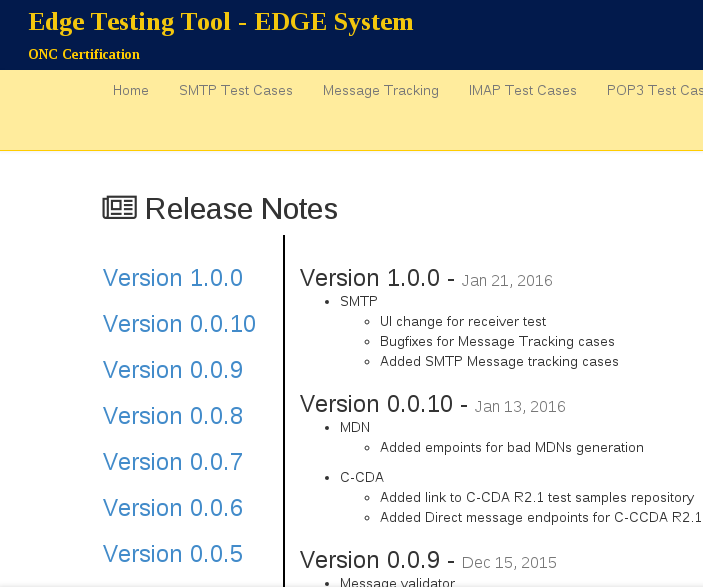 Edge Testing Tool - EDGE System
ONC Certification
Home SMTP Test Cases Message Tracking IMAP Test Cases POP3 Test Cas
Release Notes
Version 1.0.0
Version 0.0.10
Version 0.0.9
Version 0.0.8
Version 0.0.7
Version 0.0.6
Version 0.0.5
Version 1.0.0 - Jan 21, 2016
SMTP
UI change for receiver test
Bugfixes for Message Tracking cases
Added SMTP Message tracking cases
Version 0.0.10 - Jan 13, 2016
MDN
Added empoints for bad MDNs generation
C-CDA
Added link to C-CDA R2.1 test samples repository
Added Direct message endpoints for C-CCDA R2.1
Version 0.0.9 - Dec 15, 2015
Message validator